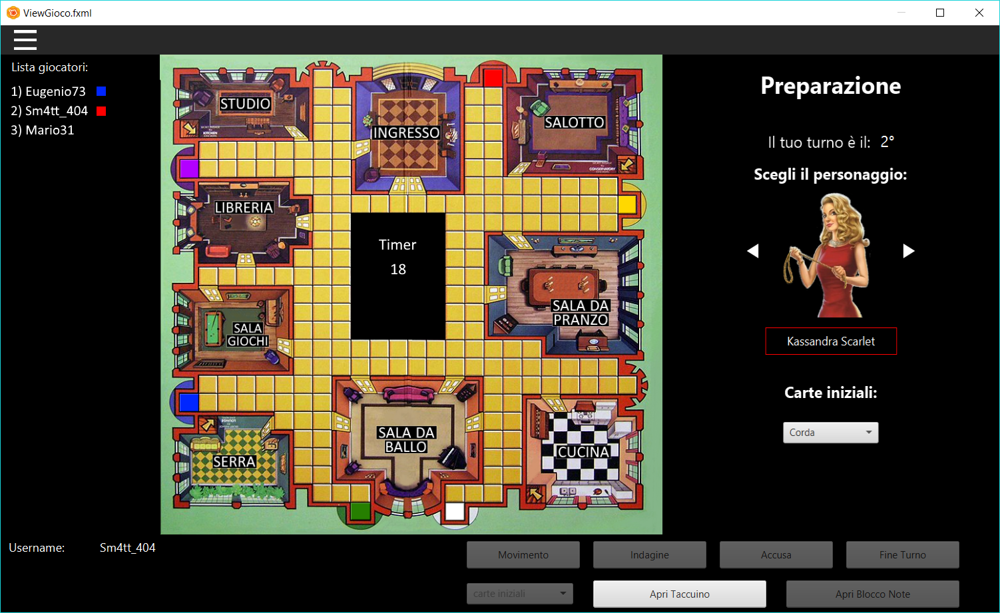 ViewGioco.fxml
Lista giocatori:
1) Eugenio73
2) Sm4tt_404
3) Mario31
STUDIO
INGRESSO
SALOTTO
LIBRERIA
Timer
18
SALA DA
PRANZO
SALA
GIOCHI
SALA DA
BALLO
SERRA
CUCINA
Preparazione
Il tuo turno è il: 2°
Scegli il personaggio:
Kassandra Scarlet
Carte iniziali:
Corda
Username: Sm4tt_404
Movimento
Indagine
Accusa
Fine Turno
carte iniziali
Apri Taccuino
Apri Blocco Note